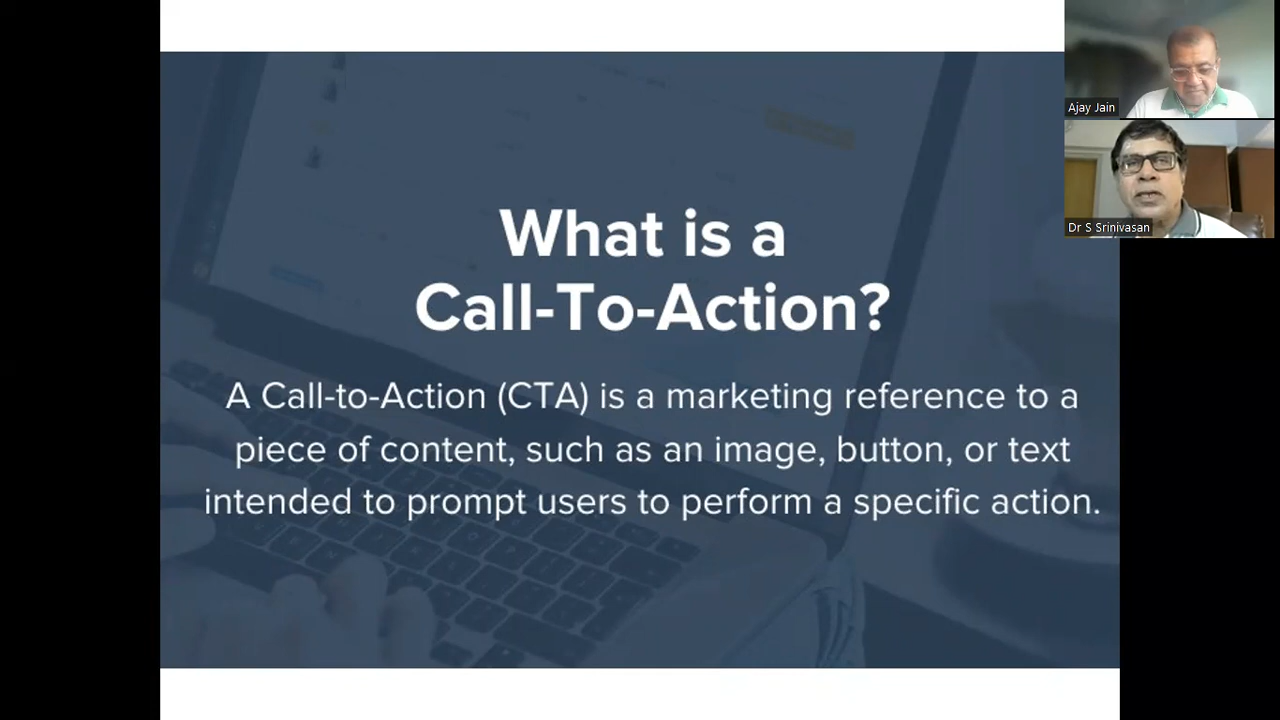 What is a
Call-To-Action?
A Call-to-Action (CTA) is a marketing reference to a
piece of content, such as an image, button, or text
intended to prompt users to perform a specific action.
Ajay Jain
Dr S Srinivasan